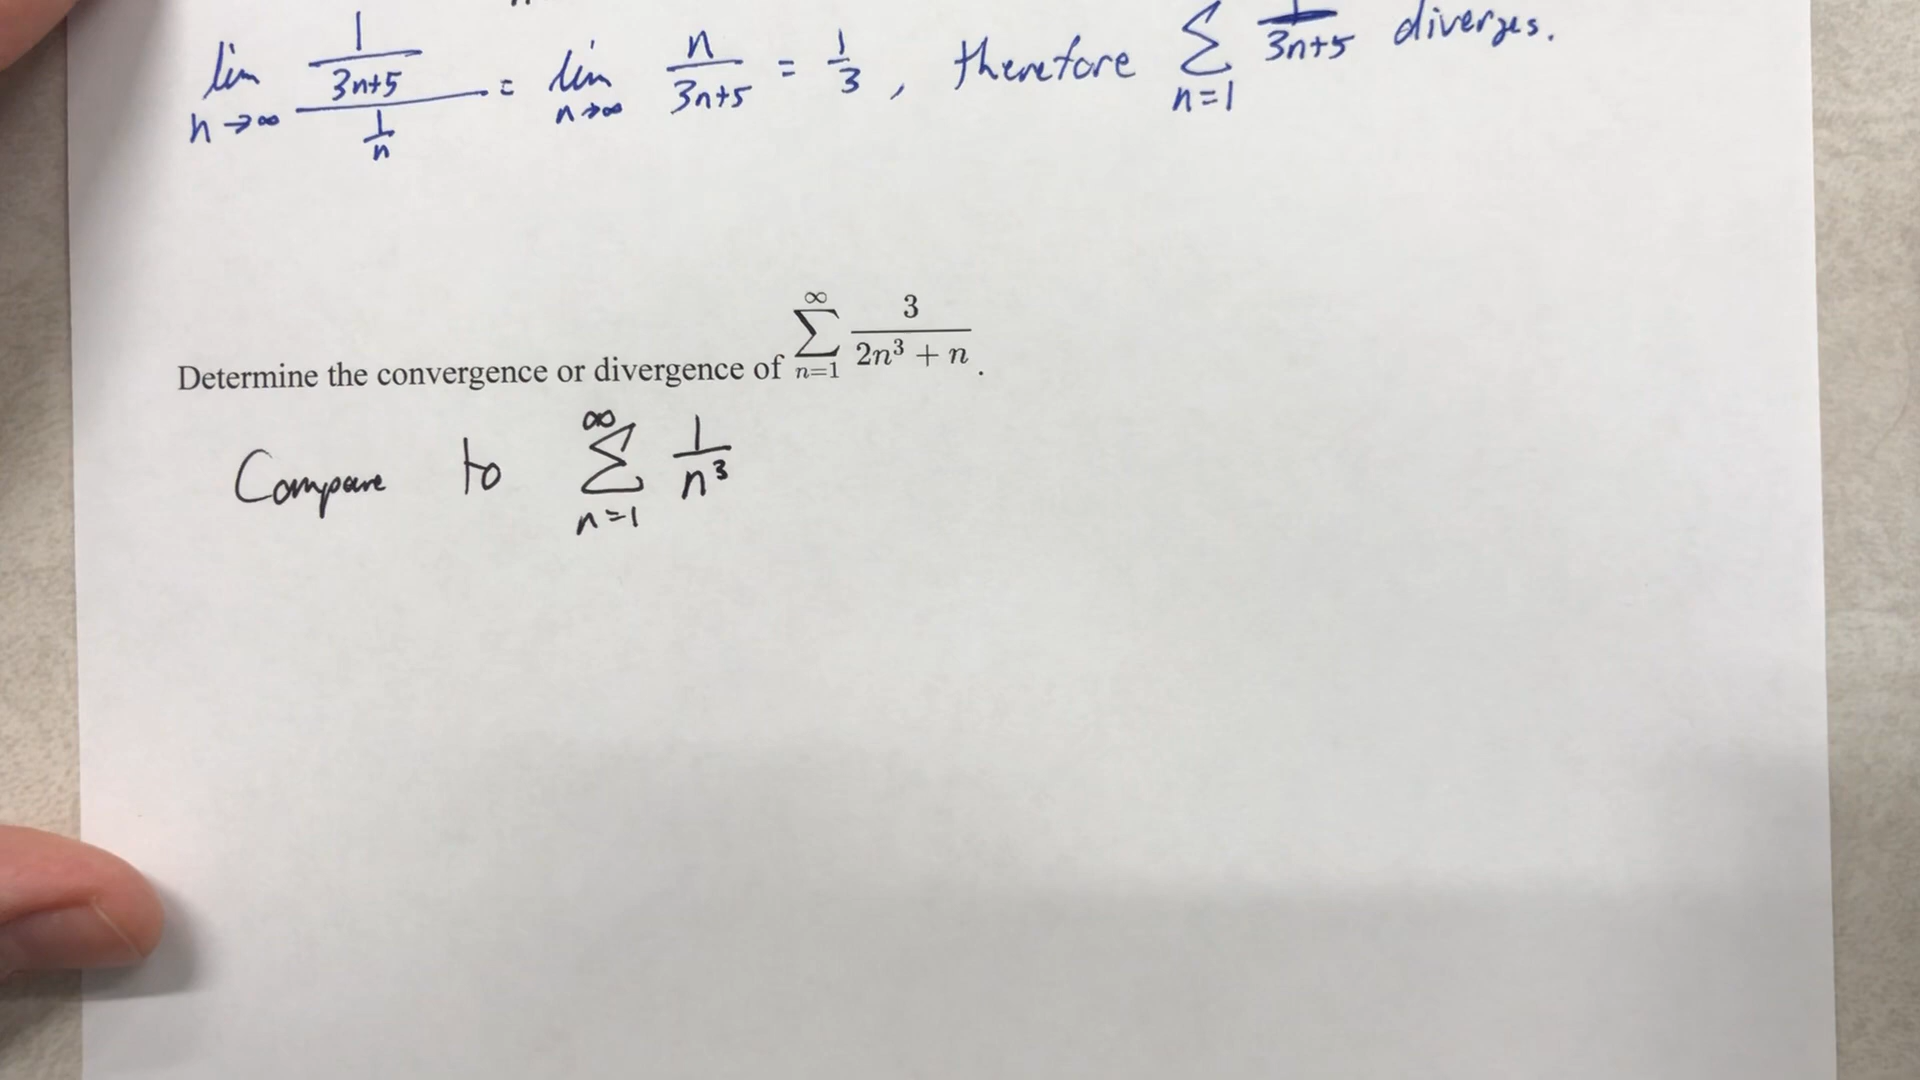 lim n→∞ (1/(3n+5))/(1/n) = lim n→∞ n/(3n+5) = 1/3, therefore Σ n=1 1/(3n+5) diverges.
Determine the convergence or divergence of ∑ n=1 ∞ 3/(2n³ + n).
Compare to Σ n=1 ∞ 1/n³